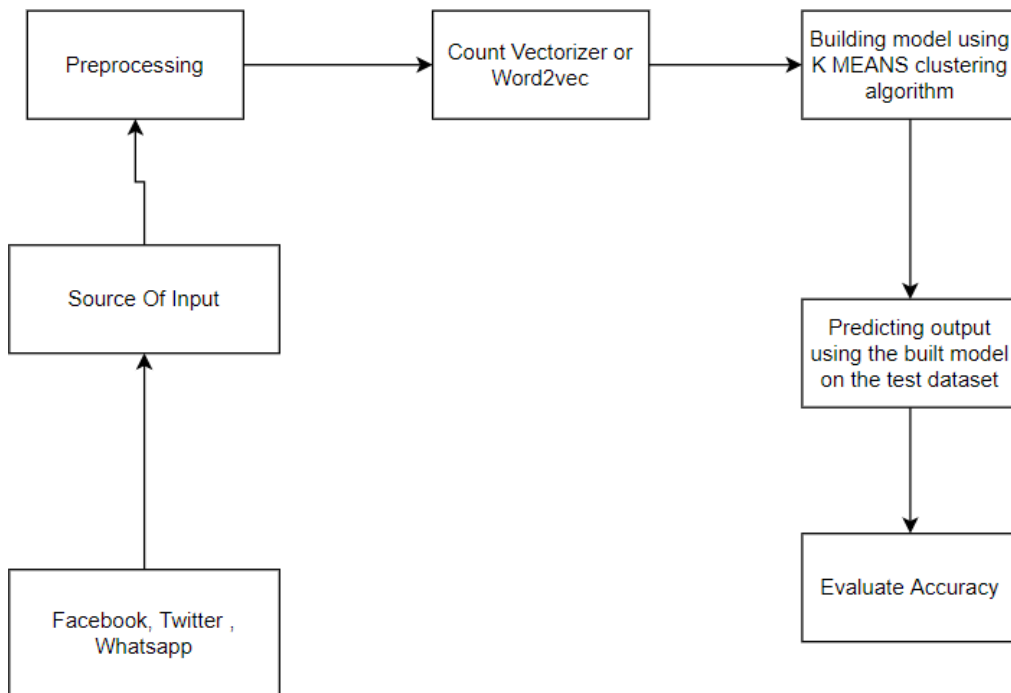 Preprocessing
Count Vectorizer or
Word2vec
Building model using
K MEANS clustering
algorithm
Source Of Input
Predicting output
using the built model
on the test dataset
Facebook, Twitter ,
Whatsapp
Evaluate Accuracy